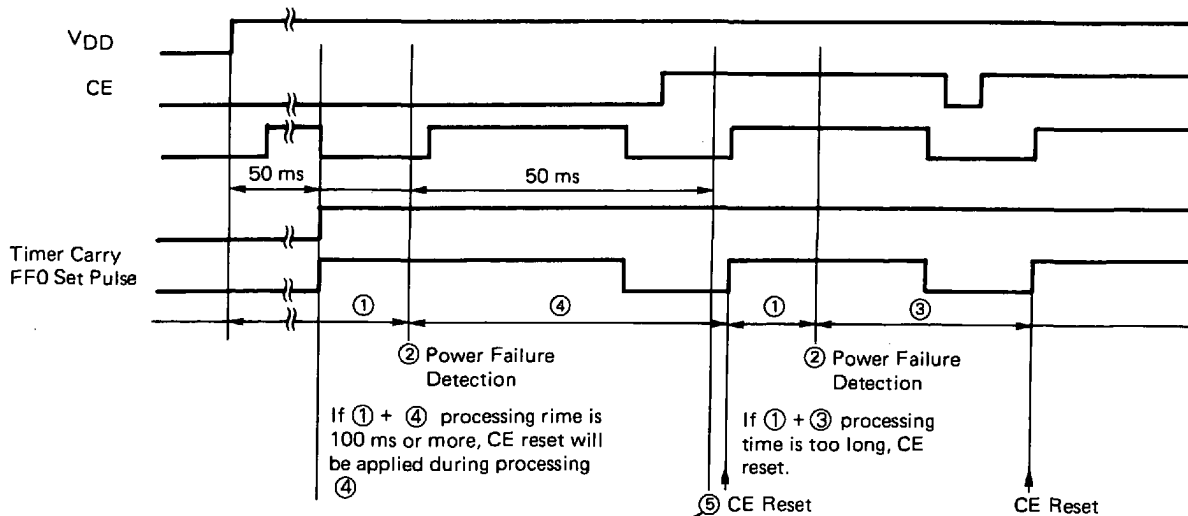 VDD
CE
50 ms
50 ms
Timer Carry
FF0 Set Pulse
① ④ ① ③
② Power Failure
Detection
② Power Failure
Detection
If ① + ④ processing rime is
100 ms or more, CE reset will
be applied during processing
④
If ① + ③ processing
time is too long, CE
reset.
⑤ CE Reset
CE Reset